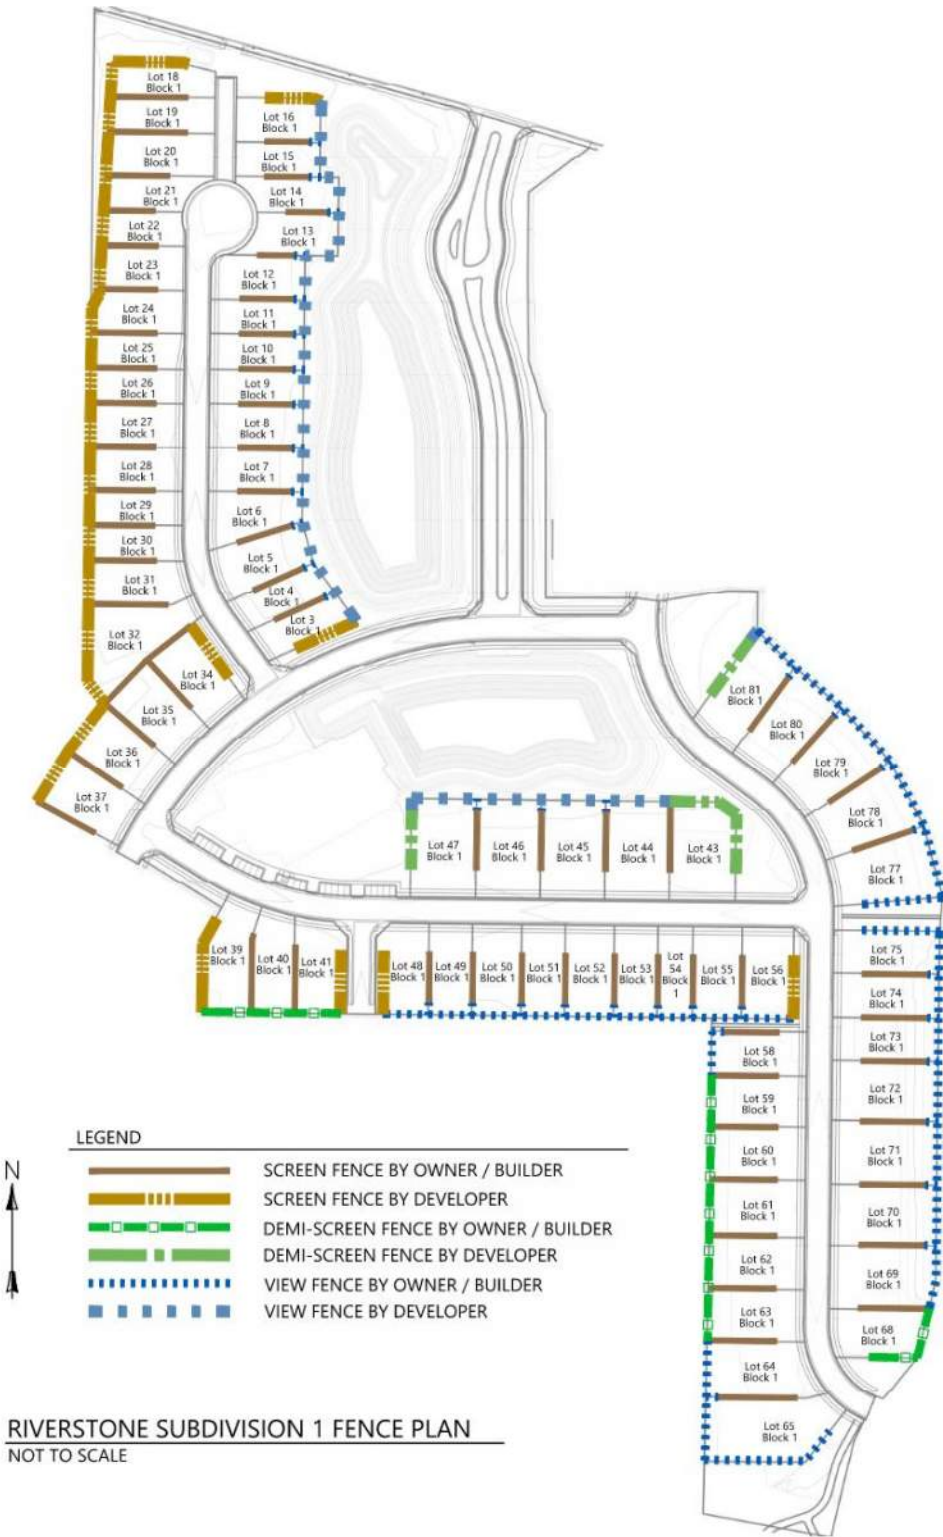 Lot 18
Block 1
Lot 19
Block 1
Lot 20
Block 1
Lot 21
Block 1
Lot 22
Block 1
Lot 23
Block 1
Lot 24
Block 1
Lot 25
Block 1
Lot 26
Block 1
Lot 27
Block 1
Lot 28
Block 1
Lot 29
Block 1
Lot 30
Block 1
Lot 31
Block 1
Lot 32
Block 1
Lot 34
Block 1
Lot 35
Block 1
Lot 36
Block 1
Lot 37
Block 1
Lot 16
Block 1
Lot 15
Block 1
Lot 14
Block 1
Lot 13
Block 1
Lot 12
Block 1
Lot 11
Block 1
Lot 10
Block 1
Lot 9
Block 1
Lot 8
Block 1
Lot 7
Block 1
Lot 6
Block 1
Lot 5
Block 1
Lot 4
Block 1
Lot 3
Block 1
Lot 81
Block 1
Lot 80
Block 1
Lot 79
Block 1
Lot 78
Block 1
Lot 77
Block 1
Lot 47
Block 1
Lot 46
Block 1
Lot 45
Block 1
Lot 44
Block 1
Lot 43
Block 1
Lot 39
Block 1
Lot 40
Block 1
Lot 41
Block 1
Lot 48
Block 1
Lot 49
Block 1
Lot 50
Block 1
Lot 51
Block 1
Lot 52
Block 1
Lot 53
Block 1
Lot
54
Block
1
Lot 55
Block 1
Lot 56
Block 1
Lot 75
Block 1
Lot 74
Block 1
Lot 73
Block 1
Lot 72
Block 1
Lot 71
Block 1
Lot 70
Block 1
Lot 69
Block 1
Lot 68
Block 1
Lot 58
Block 1
Lot 59
Block 1
Lot 60
Block 1
Lot 61
Block 1
Lot 62
Block 1
Lot 63
Block 1
Lot 64
Block 1
Lot 65
Block 1
LEGEND
N
SCREEN FENCE BY OWNER / BUILDER
SCREEN FENCE BY DEVELOPER
DEMI-SCREEN FENCE BY OWNER / BUILDER
DEMI-SCREEN FENCE BY DEVELOPER
VIEW FENCE BY OWNER / BUILDER
VIEW FENCE BY DEVELOPER
RIVERSTONE SUBDIVISION 1 FENCE PLAN
NOT TO SCALE